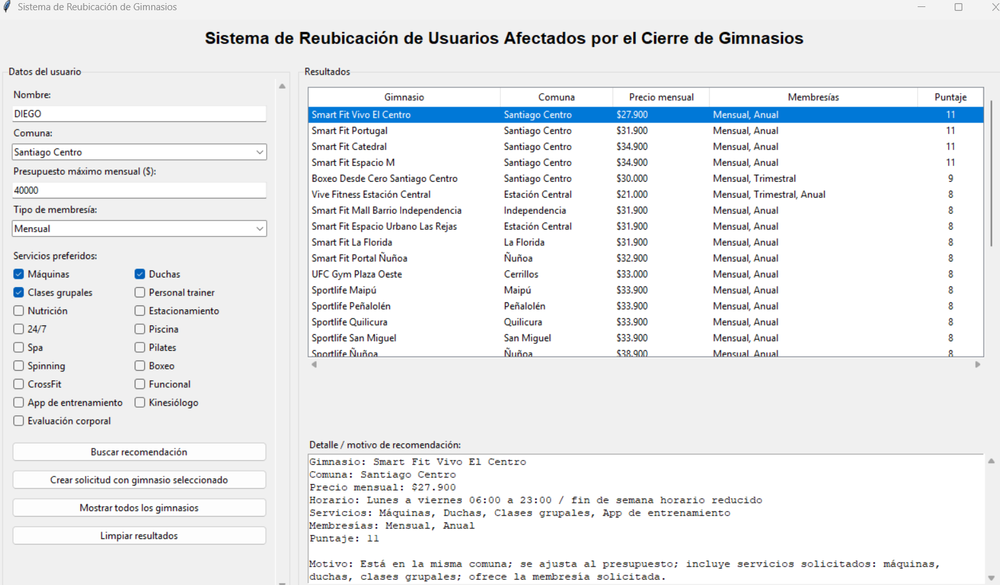 Sistema de Reubicación de Gimnasios
Sistema de Reubicación de Usuarios Afectados por el Cierre de Gimnasios
Datos del usuario
Nombre:
DIEGO
Comuna:
Santiago Centro
Presupuesto máximo mensual ($):
40000
Tipo de membresía:
Mensual
Servicios preferidos:
Máquinas Duchas
Clases grupales Personal trainer
Nutrición Estacionamiento
24/7 Piscina
Spa Pilates
Spinning Boxeo
CrossFit Funcional
App de entrenamiento Kinesiólogo
Evaluación corporal
Buscar recomendación
Crear solicitud con gimnasio seleccionado
Mostrar todos los gimnasios
Limpiar resultados
Resultados
Gimnasio Comuna Precio mensual Membresías Puntaje
Smart Fit Vivo El Centro Santiago Centro $27.900 Mensual, Anual 11
Smart Fit Portugal Santiago Centro $31.900 Mensual, Anual 11
Smart Fit Catedral Santiago Centro $34.900 Mensual, Anual 11
Smart Fit Espacio M Santiago Centro $34.900 Mensual, Anual 11
Boxeo Desde Cero Santiago Centro Santiago Centro $30.000 Mensual, Trimestral 9
Vive Fitness Estación Central Estación Central $21.000 Mensual, Trimestral, Anual 8
Smart Fit Mall Barrio Independencia Independencia $31.900 Mensual, Anual 8
Smart Fit Espacio Urbano Las Rejas Estación Central $31.900 Mensual, Anual 8
Smart Fit La Florida La Florida $31.900 Mensual, Anual 8
Smart Fit Portal Ñuñoa Ñuñoa $32.900 Mensual, Anual 8
UFC Gym Plaza Oeste Cerrillos $33.000 Mensual, Anual 8
Sportlife Maipú Maipú $33.900 Mensual, Anual 8
Sportlife Peñalolén Peñalolén $33.900 Mensual, Anual 8
Sportlife Quilicura Quilicura $33.900 Mensual, Anual 8
Sportlife San Miguel San Miguel $33.900 Mensual, Anual 8
Sportlife Ñuñoa Ñuñoa $38.900 Mensual, Anual 8
Detalle / motivo de recomendación:
Gimnasio: Smart Fit Vivo El Centro
Comuna: Santiago Centro
Precio mensual: $27.900
Horario: Lunes a viernes 06:00 a 23:00 / fin de semana horario reducido
Servicios: Máquinas, Duchas, Clases grupales, App de entrenamiento
Membresías: Mensual, Anual
Puntaje: 11
Motivo: Está en la misma comuna; se ajusta al presupuesto; incluye servicios solicitados: máquinas,
duchas, clases grupales; ofrece la membresía solicitada.